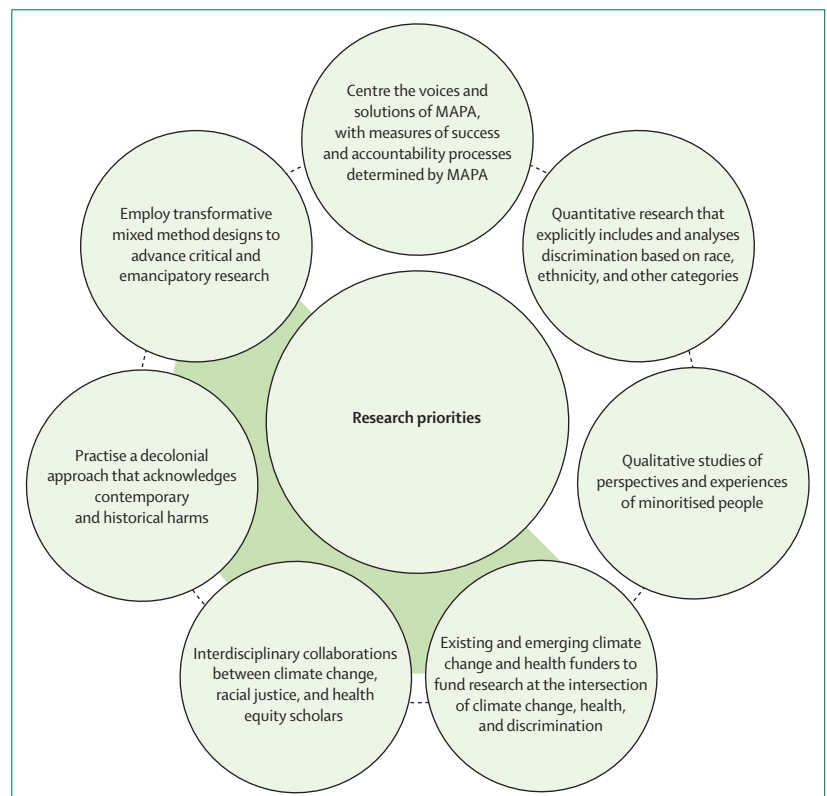 Centre the voices and
solutions of MAPA,
with measures of success
and accountability processes
determined by MAPA
Quantitative research that
explicitly includes and analyses
discrimination based on race,
ethnicity, and other categories
Qualitative studies of
perspectives and experiences
of minoritised people
Existing and emerging climate
change and health funders to
fund research at the intersection
of climate change, health,
and discrimination
Interdisciplinary collaborations
between climate change,
racial justice, and health
equity scholars
Practise a decolonial
approach that acknowledges
contemporary
and historical harms
Employ transformative
mixed method designs to
advance critical and
emancipatory research
Research priorities